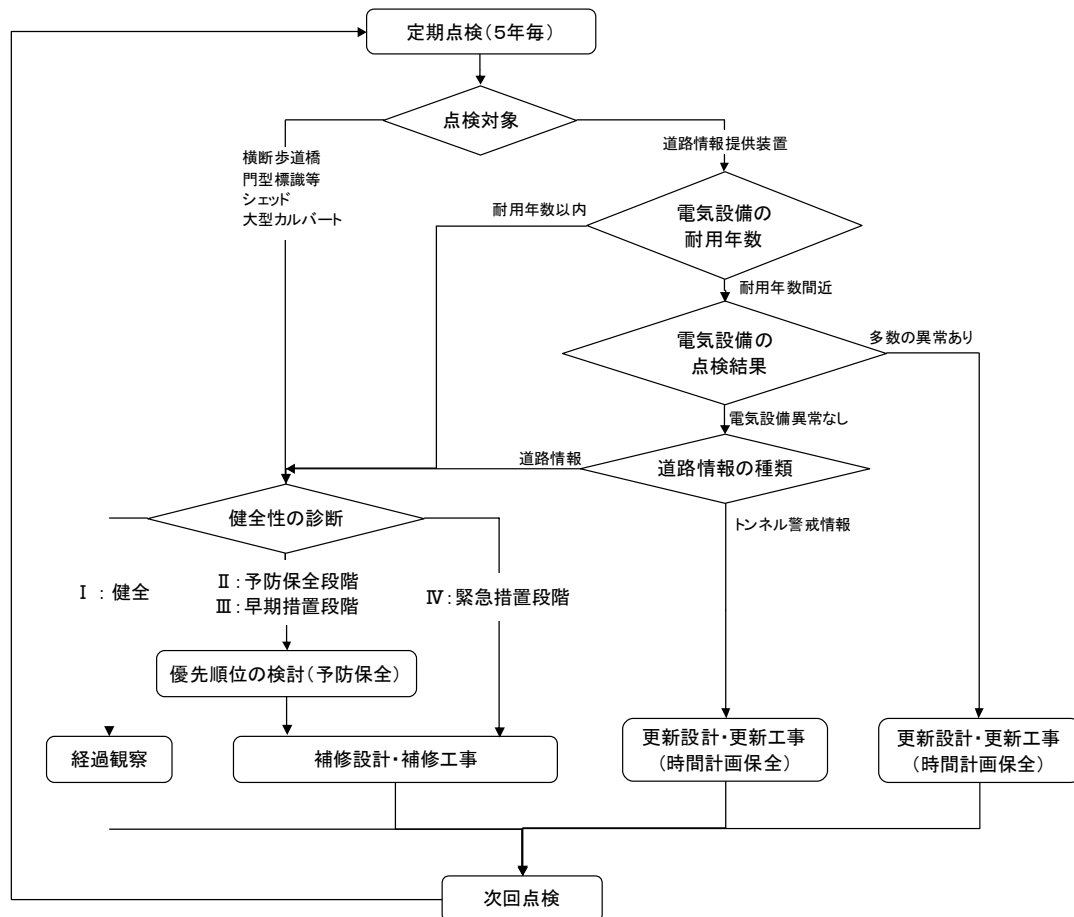 定期点検（5年毎）
点検対象
横断歩道橋
門型標識等
シェッド
大型カルバート
道路情報提供装置
電気設備の
耐用年数
耐用年数以内
耐用年数間近
電気設備の
点検結果
多数の異常あり
電気設備異常なし
道路情報の種類
道路情報
トンネル警戒情報
健全性の診断
Ⅰ：健全
Ⅱ：予防保全段階
Ⅲ：早期措置段階
Ⅳ：緊急措置段階
優先順位の検討（予防保全）
経過観察
補修設計・補修工事
更新設計・更新工事
（時間計画保全）
更新設計・更新工事
（時間計画保全）
次回点検